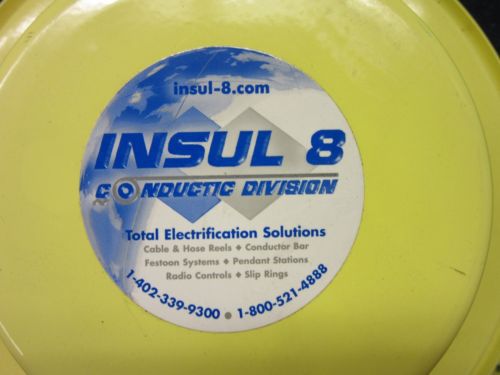 insul-8.com
INSUL 8
CONDUCTIC DIVISION
Total Electrification Solutions
Cable & Hose Reels ♦ Conductor Bar
Festoon Systems ♦ Pendant Stations
Radio Controls ♦ Slip Rings
1-402-339-9300 • 1-800-521-4888